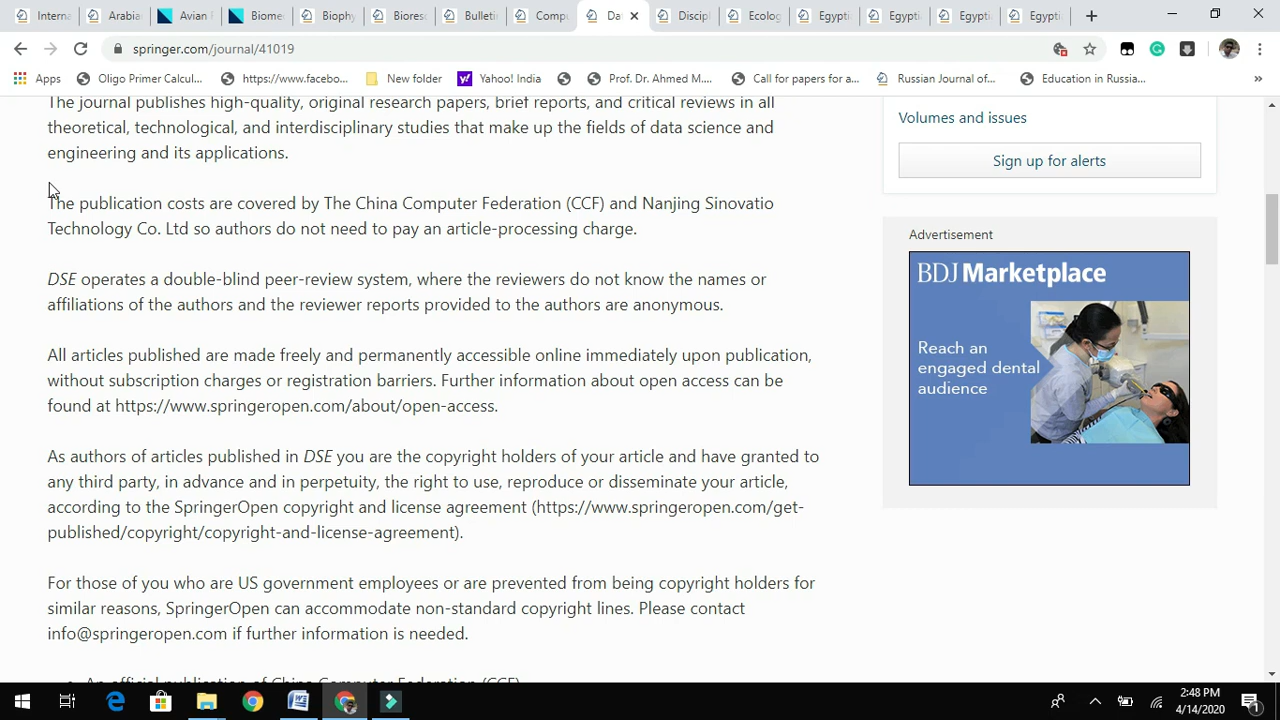 Interna
Arabia
Avian
Biome
Biophy
Biores
Bulleti
Compu
Da
Discipl
Ecolog
Egypti
Egypti
Egypti
Egypti
springer.com/journal/41019
Apps
Oligo Primer Calcul...
https://www.facebo...
New folder
Yahoo! India
Prof. Dr. Ahmed M....
Call for papers for a...
Russian Journal of...
Education in Russia...
The journal publishes high-quality, original research papers, brief reports, and critical reviews in all
theoretical, technological, and interdisciplinary studies that make up the fields of data science and
engineering and its applications.
The publication costs are covered by The China Computer Federation (CCF) and Nanjing Sinovatio
Technology Co. Ltd so authors do not need to pay an article-processing charge.
DSE operates a double-blind peer-review system, where the reviewers do not know the names or
affiliations of the authors and the reviewer reports provided to the authors are anonymous.
All articles published are made freely and permanently accessible online immediately upon publication,
without subscription charges or registration barriers. Further information about open access can be
found at https://www.springeropen.com/about/open-access.
As authors of articles published in DSE you are the copyright holders of your article and have granted to
any third party, in advance and in perpetuity, the right to use, reproduce or disseminate your article,
according to the SpringerOpen copyright and license agreement (https://www.springeropen.com/get-
published/copyright/copyright-and-license-agreement).
For those of you who are US government employees or are prevented from being copyright holders for
similar reasons, SpringerOpen can accommodate non-standard copyright lines. Please contact
info@springeropen.com if further information is needed.
An official publication of China Computer Federation (CCF)
Volumes and issues
Sign up for alerts
Advertisement
BDJ Marketplace
Reach an
engaged dental
audience
2:48 PM
4/14/2020